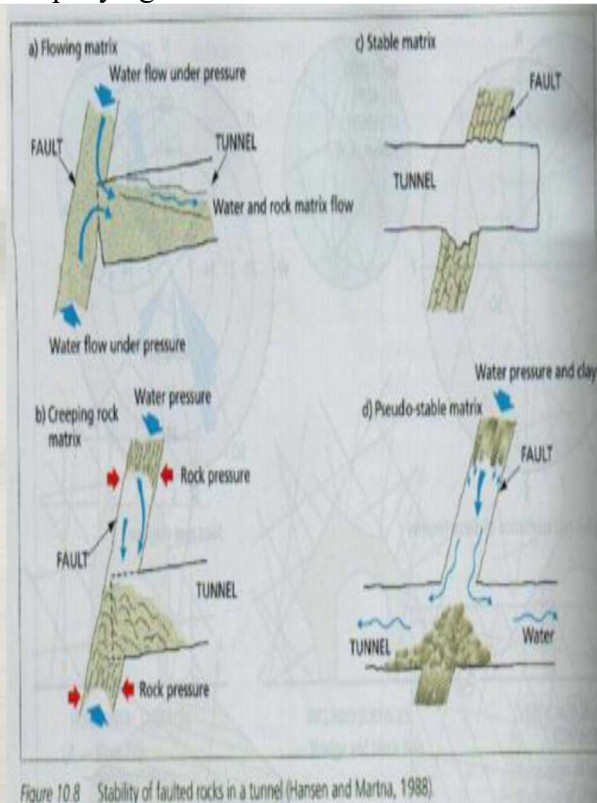 a) Flowing matrix
Water flow under pressure
FAULT
TUNNEL
Water and rock matrix flow
Water flow under pressure
b) Creeping rock
matrix
Water pressure
Rock pressure
FAULT
TUNNEL
Rock pressure
c) Stable matrix
FAULT
TUNNEL
Water pressure and clay
d) Pseudo-stable matrix
FAULT
TUNNEL
Water
Figure 10.8 Stability of faulted rocks in a tunnel (Hansen and Martna, 1988).